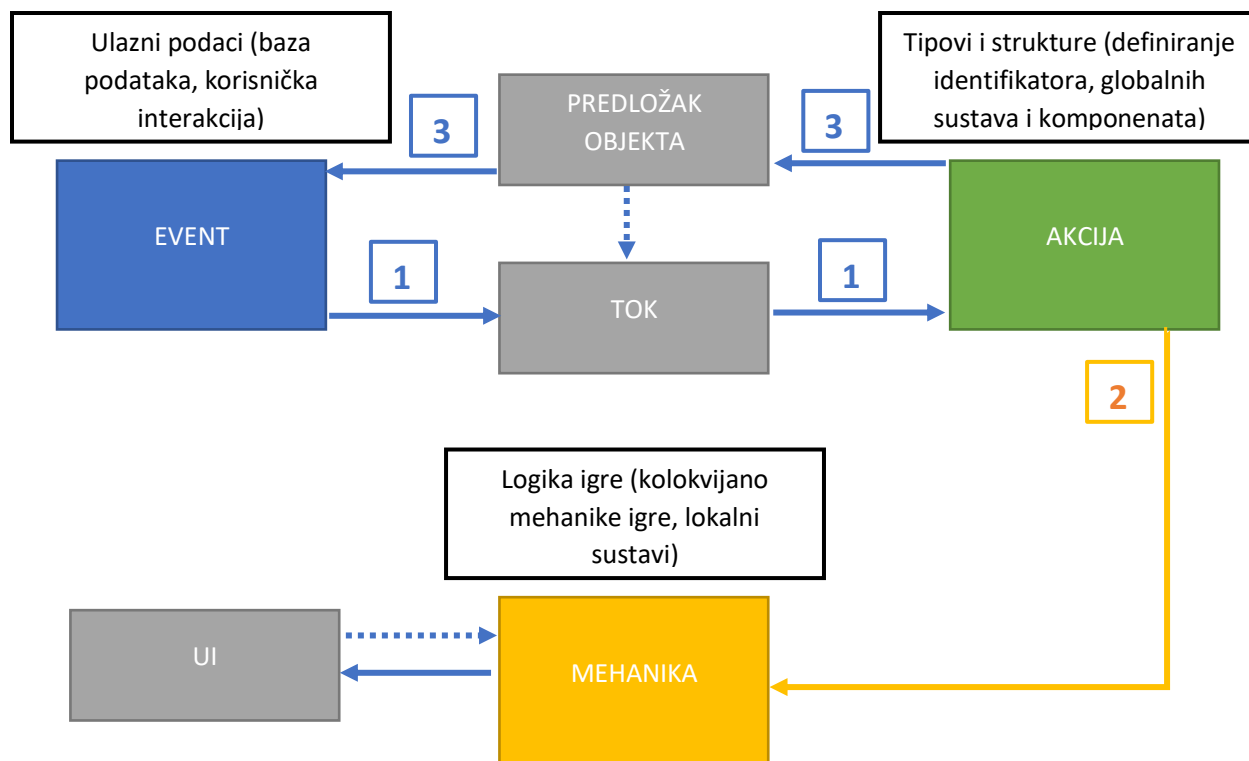 Ulazni podaci (baza
podataka, korisnička
interakcija)
Tipovi i strukture (definiranje
identifikatora, globalnih
sustava i komponenata)
PREDLOŽAK
OBJEKTA
3
3
EVENT
AKCIJA
1
1
TOK
2
Logika igre (kolokvijano
mehanike igre, lokalni
sustavi)
UI
MEHANIKA